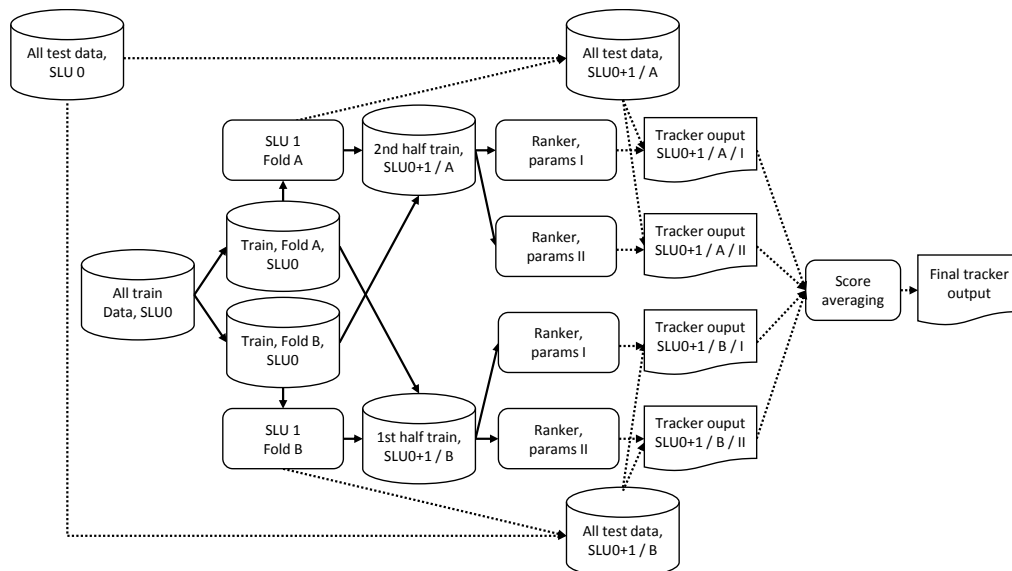 All test data,
SLU 0
All test data,
SLU0+1 / A
SLU 1
Fold A
2nd half train,
SLU0+1 / A
Ranker,
params I
Tracker ouput
SLU0+1 / A / I
Train, Fold A,
SLU0
Ranker,
params II
Tracker ouput
SLU0+1 / A / II
All train
Data, SLU0
Score
averaging
Final tracker
output
Train, Fold B,
SLU0
Ranker,
params I
Tracker ouput
SLU0+1 / B / I
SLU 1
Fold B
1st half train,
SLU0+1 / B
Ranker,
params II
Tracker ouput
SLU0+1 / B / II
All test data,
SLU0+1 / B